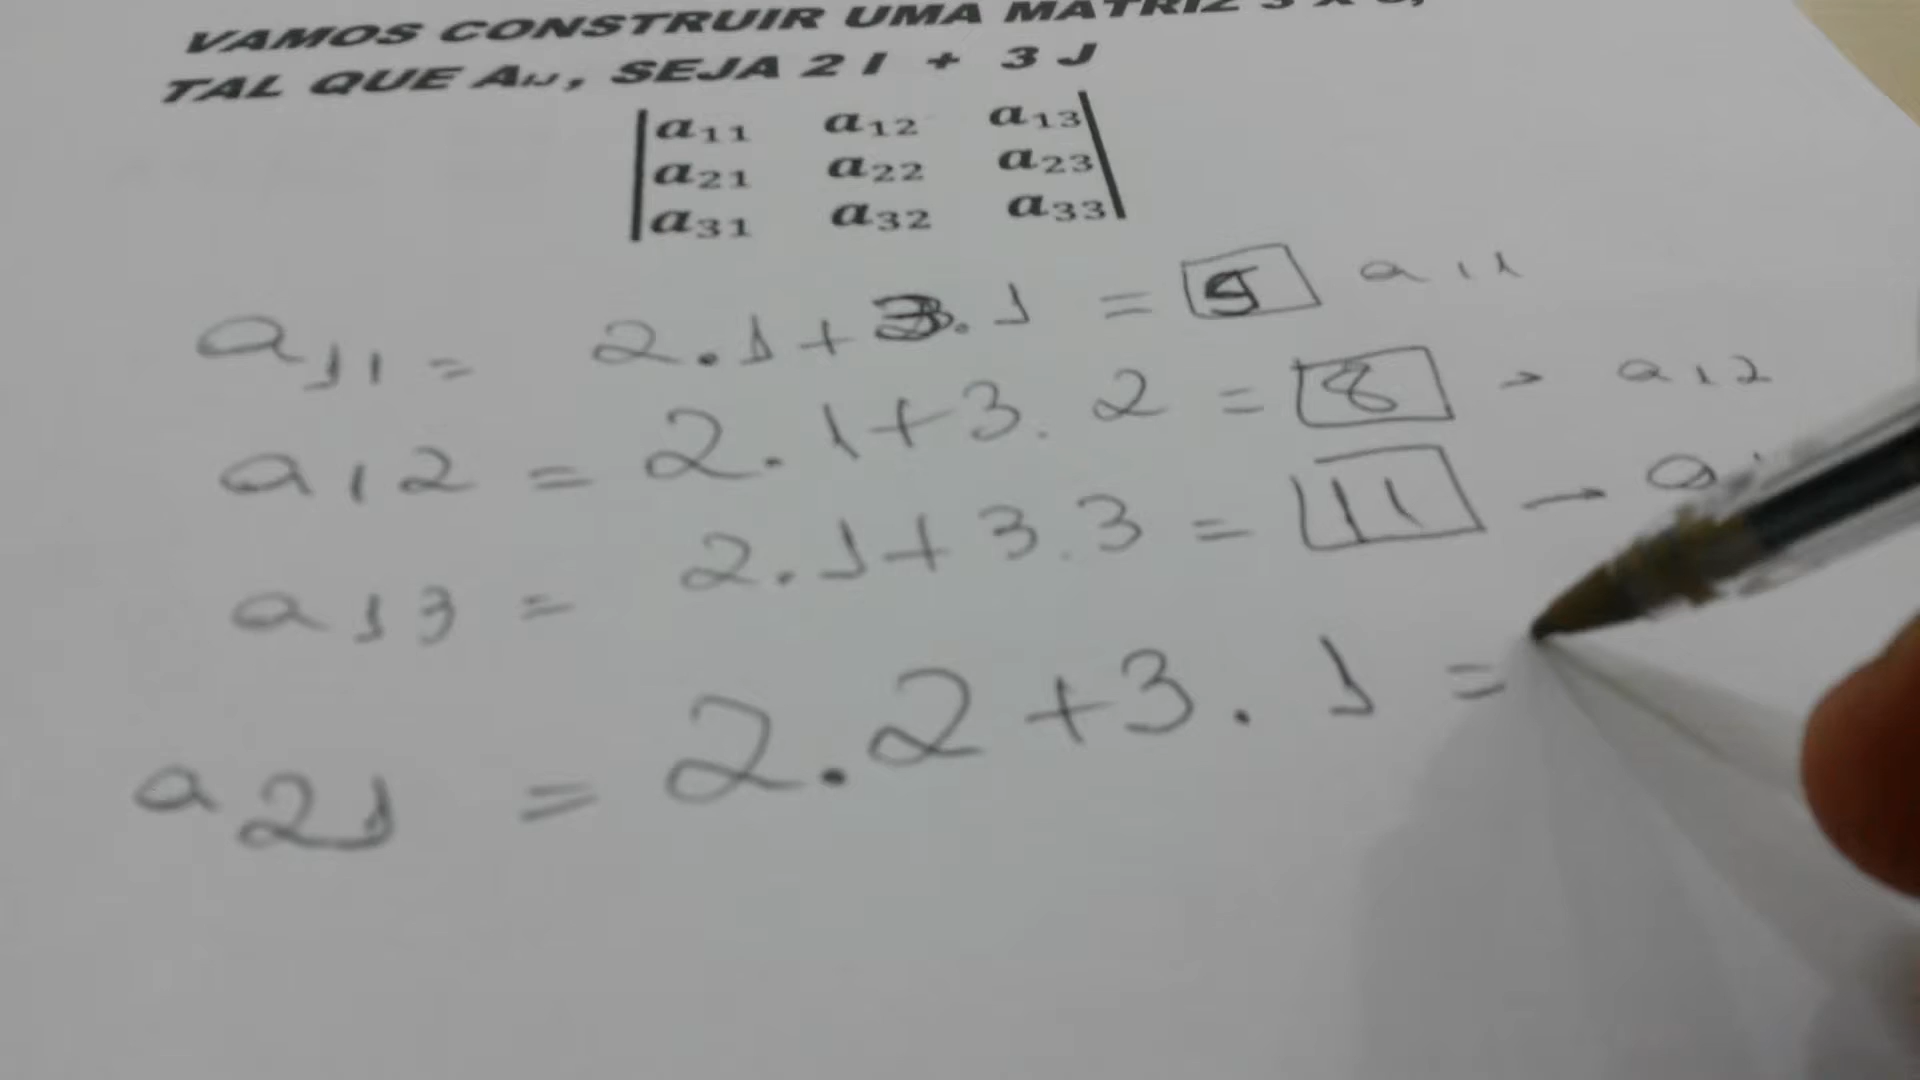 VAMOS CONSTRUIR UMA MATRIZ 3 X 3,
TAL QUE AIJ, SEJA 2 I + 3 J
a11 a12 a13
a21 a22 a23
a31 a32 a33
a11 = 2.1+3.1 = 5 a11
a12 = 2.1+3.2 = 8 → a12
a13 = 2.1+3.3 = 11 → a
a21 = 2.2+3.1 =